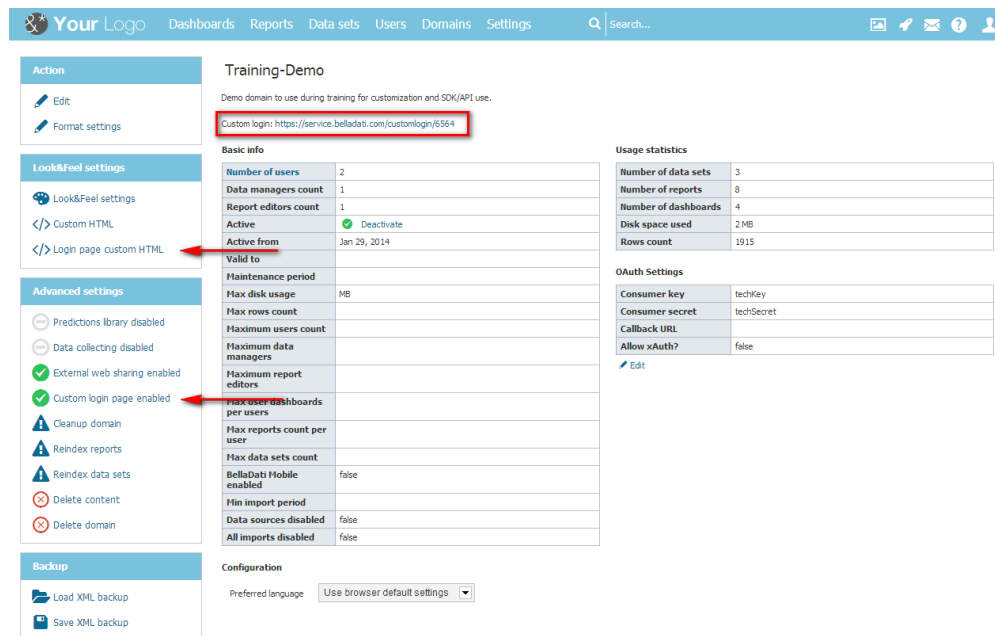 Your Logo Dashboards Reports Data sets Users Domains Settings Search...
Action
Edit
Format settings
Look&Feel settings
Look&Feel settings
</> Custom HTML
</> Login page custom HTML
Advanced settings
Predictions library disabled
Data collecting disabled
External web sharing enabled
Custom login page enabled
Cleanup domain
Reindex reports
Reindex data sets
Delete content
Delete domain
Backup
Load XML backup
Save XML backup
Training-Demo
Demo domain to use during training for customization and SDK/API use.
Custom login: https://service.belladati.com/customlogin/6564
Basic info
Number of users 2
Data managers count 1
Report editors count 1
Active Deactivate
Active from Jan 29, 2014
Valid to
Maintenance period
Max disk usage MB
Max rows count
Maximum users count
Maximum data
managers
Maximum report
editors
Max user dashboards
per users
Max reports count per
user
Max data sets count
BellaDati Mobile false
enabled
Min import period
Data sources disabled false
All imports disabled false
Configuration
Preferred language Use browser default settings
Usage statistics
Number of data sets 3
Number of reports 8
Number of dashboards 4
Disk space used 2 MB
Rows count 1915
OAuth Settings
Consumer key techKey
Consumer secret techSecret
Callback URL
Allow xAuth? false
Edit